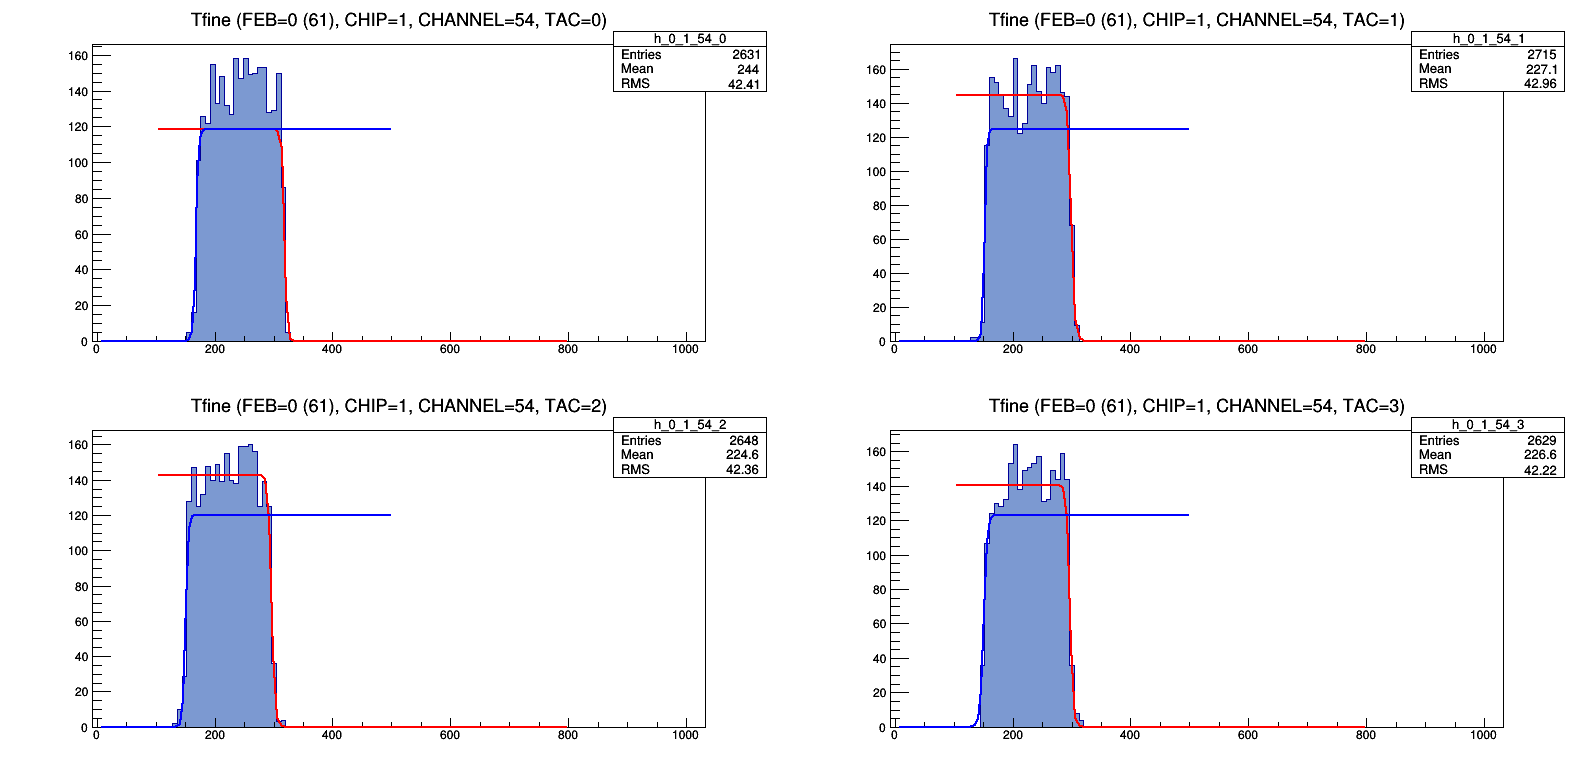 Tfine (FEB=0 (61), CHIP=1, CHANNEL=54, TAC=0)
h_0_1_54_0
Entries 2631
Mean 244
RMS 42.41
160
140
120
100
80
60
40
20
0
0 200 400 600 800 1000
Tfine (FEB=0 (61), CHIP=1, CHANNEL=54, TAC=1)
h_0_1_54_1
Entries 2715
Mean 227.1
RMS 42.96
160
140
120
100
80
60
40
20
0
0 200 400 600 800 1000
Tfine (FEB=0 (61), CHIP=1, CHANNEL=54, TAC=2)
h_0_1_54_2
Entries 2648
Mean 224.6
RMS 42.36
160
140
120
100
80
60
40
20
0
0 200 400 600 800 1000
Tfine (FEB=0 (61), CHIP=1, CHANNEL=54, TAC=3)
h_0_1_54_3
Entries 2629
Mean 226.6
RMS 42.22
160
140
120
100
80
60
40
20
0
0 200 400 600 800 1000